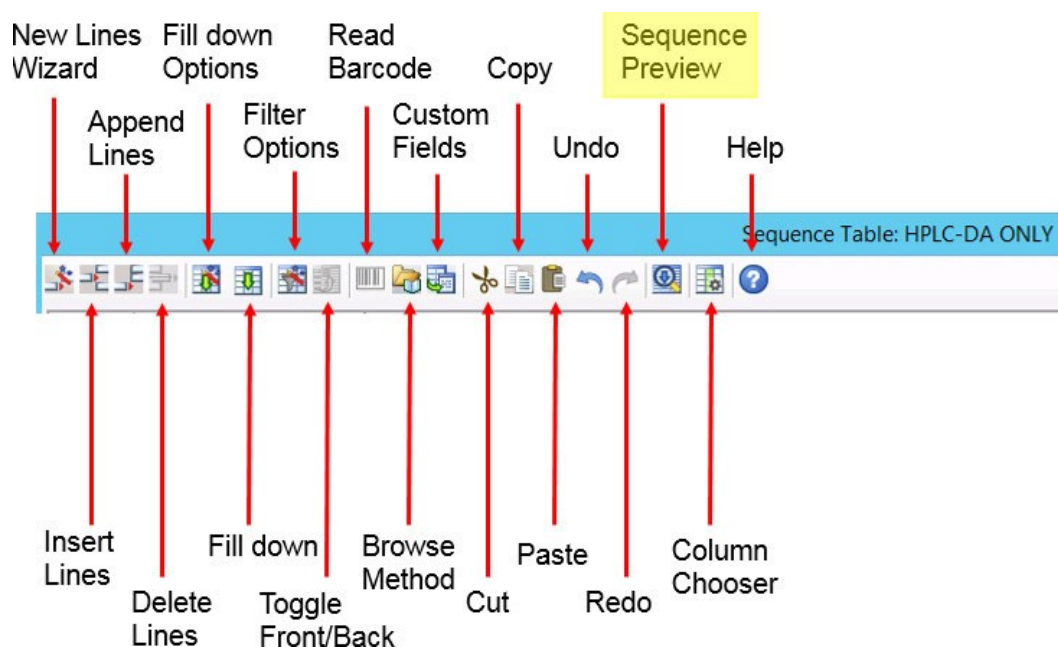 New Lines
Wizard
Fill down
Options
Read
Barcode
Sequence
Preview
Copy
Append
Lines
Filter
Options
Custom
Fields
Undo
Help
Sequence Table: HPLC-DA ONLY
Insert
Lines
Fill down
Browse
Method
Paste
Column
Chooser
Delete
Lines
Toggle
Front/Back
Cut
Redo